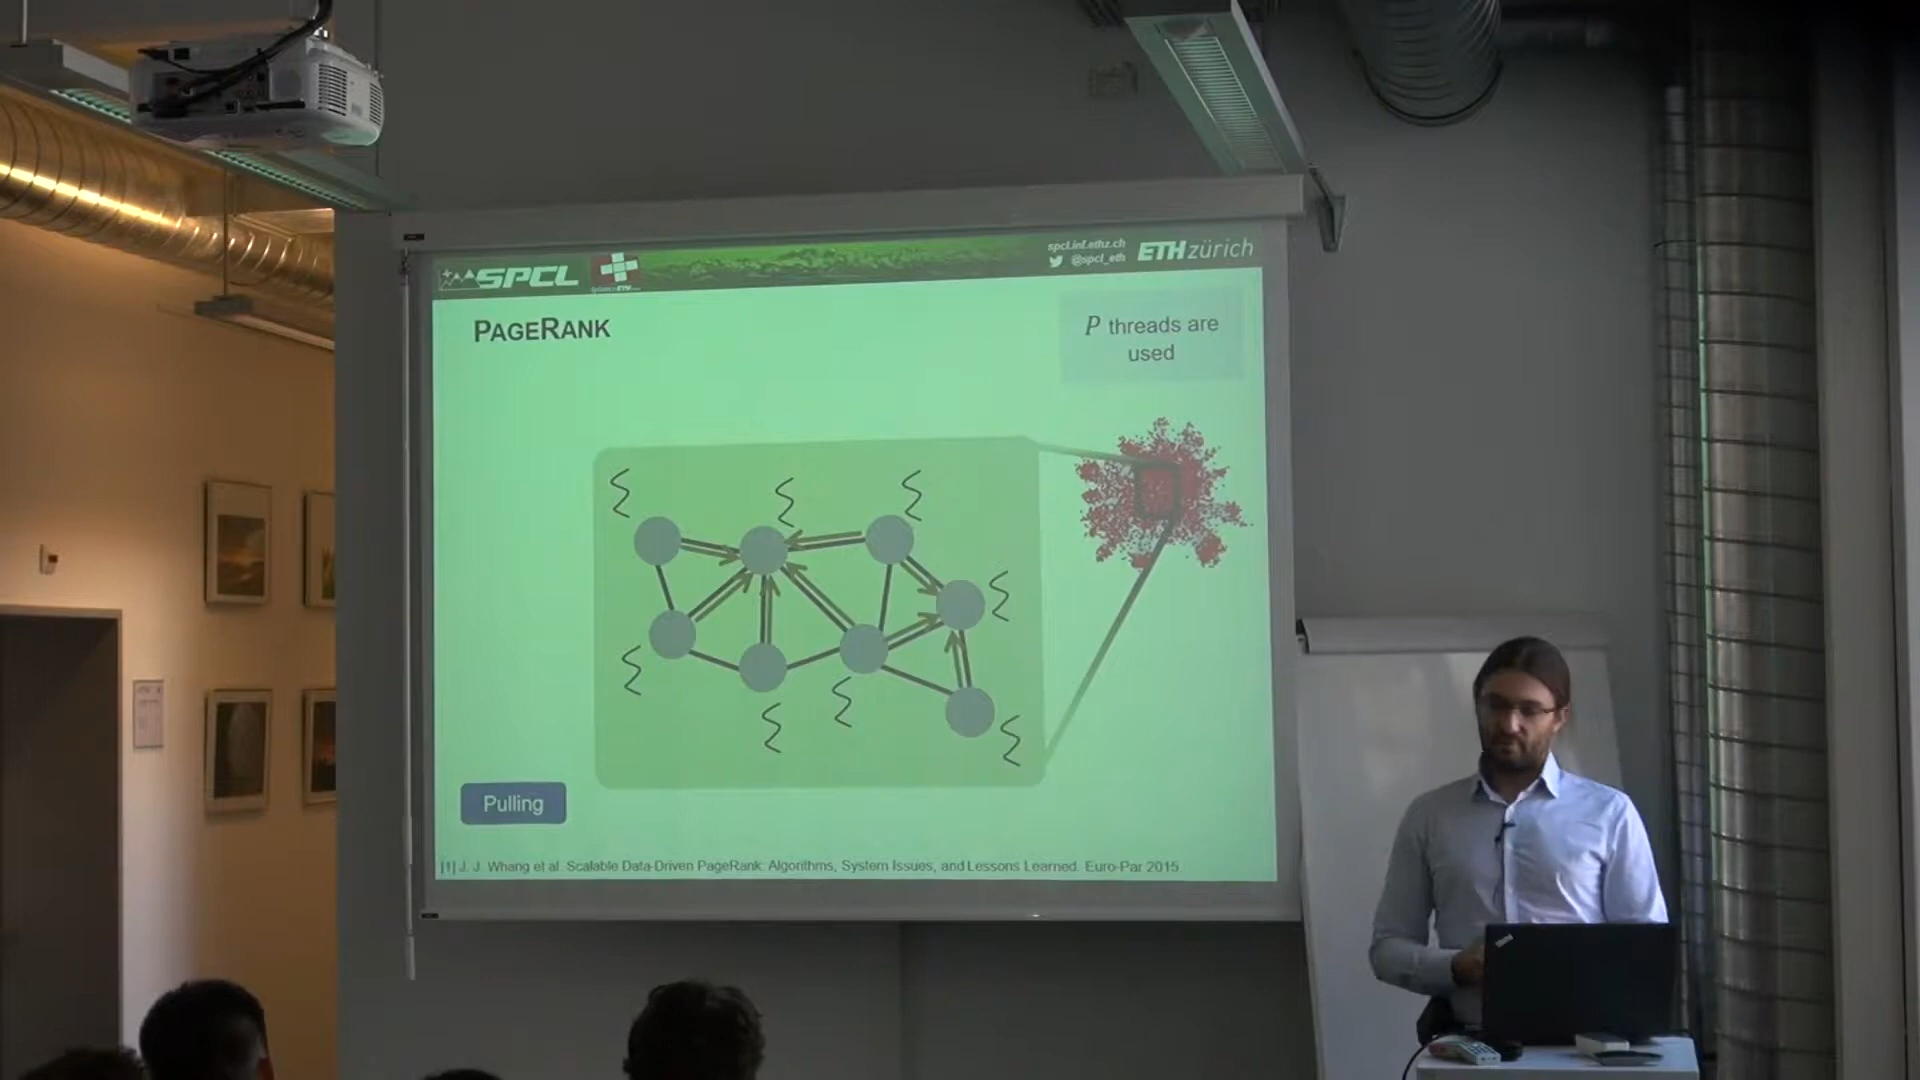 SPCL
spcl.inf.ethz.ch
@spcl_eth
ETH zürich
PAGERANK
P threads are
used
Pulling
[1] J. J. Whang et al. Scalable Data-Driven PageRank: Algorithms, System Issues, and Lessons Learned. Euro-Par 2015